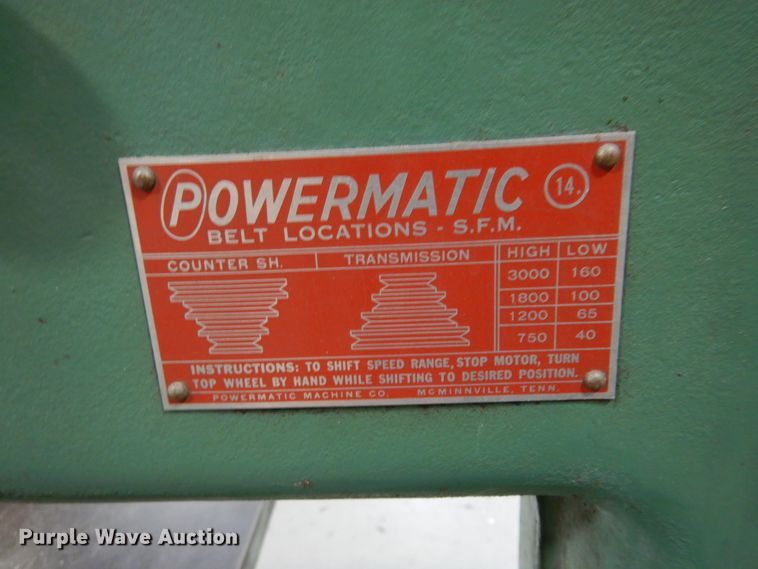 POWERMATIC 14.
BELT LOCATIONS - S.F.M.
COUNTER SH. TRANSMISSION HIGH LOW
3000 160
1800 100
1200 65
750 40
INSTRUCTIONS: TO SHIFT SPEED RANGE, STOP MOTOR, TURN
TOP WHEEL BY HAND WHILE SHIFTING TO DESIRED POSITION.
POWERMATIC MACHINE CO. MCMINNVILLE, TENN.
Purple Wave Auction